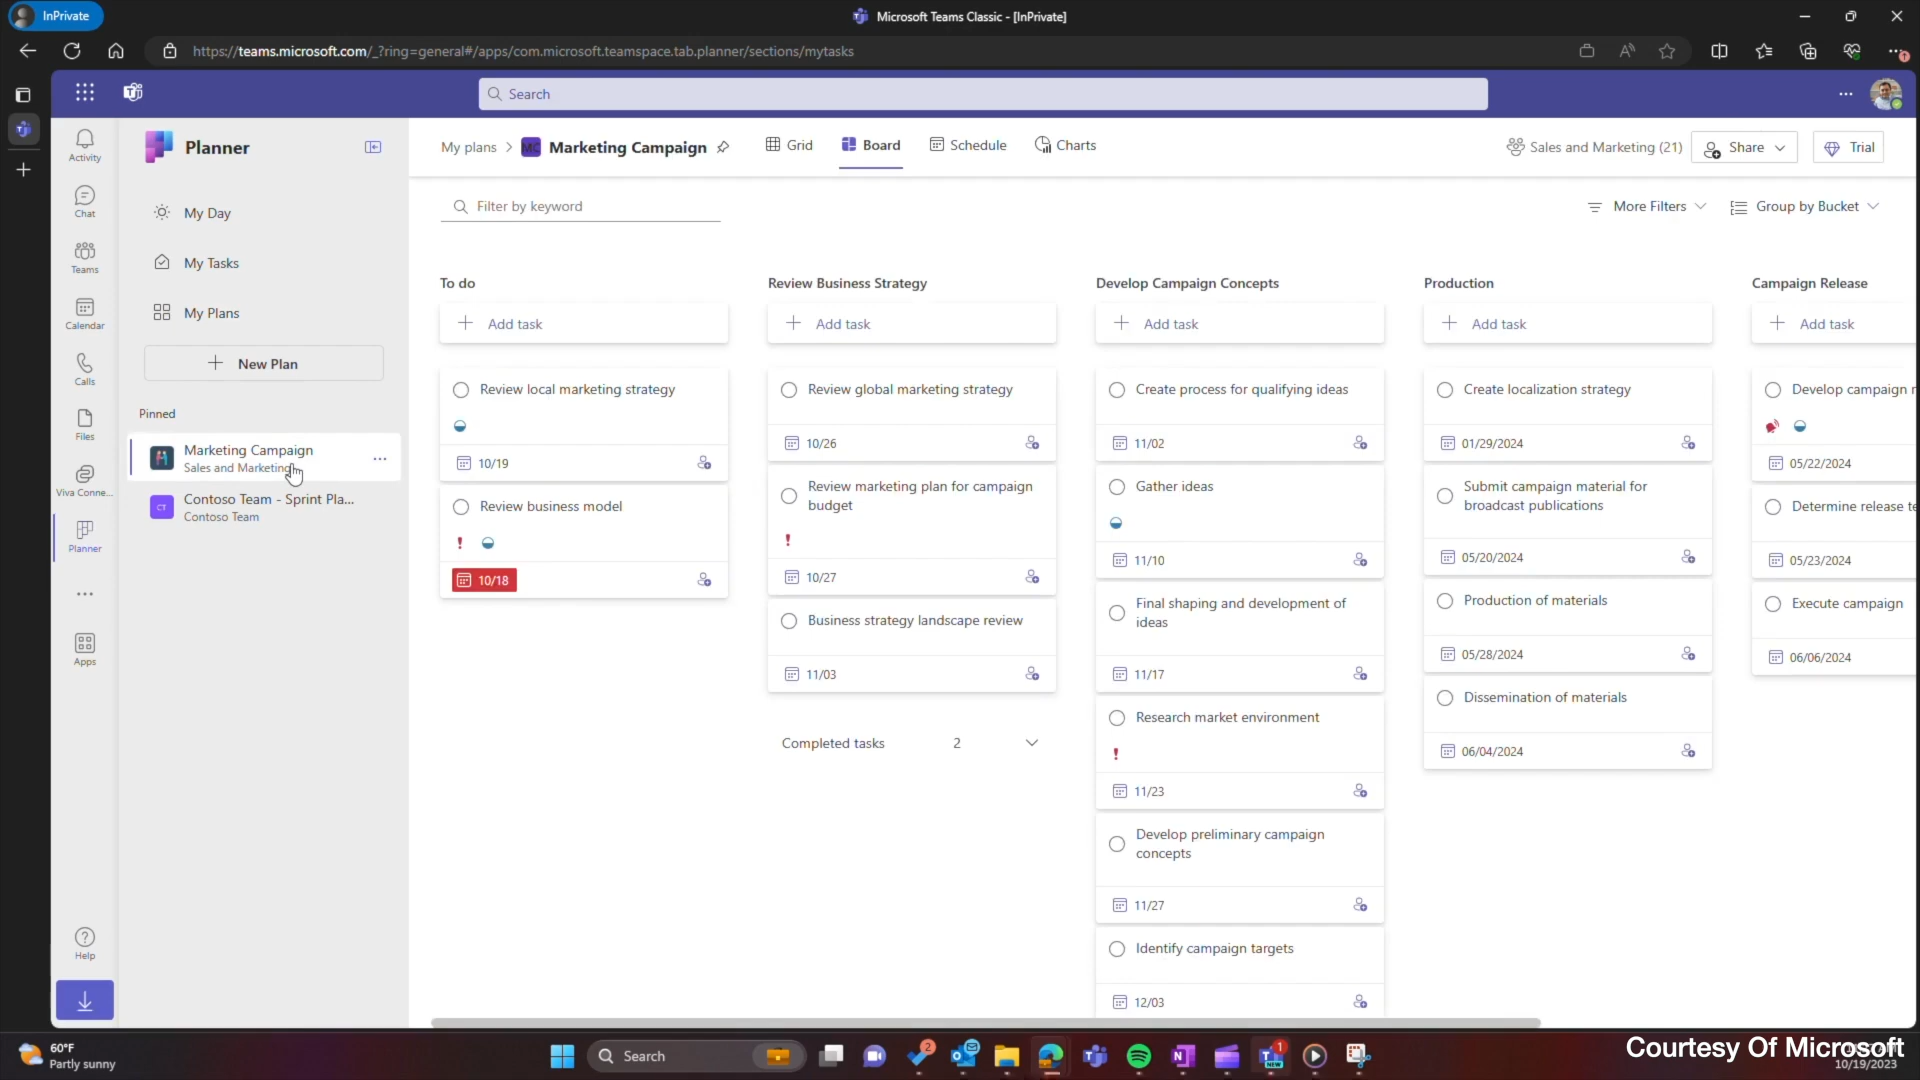 InPrivate
Microsoft Teams Classic - [InPrivate]
https://teams.microsoft.com/_?ring=general#/apps/com.microsoft.teamspace.tab.planner/sections/mytasks
Search
Activity
Chat
Teams
Calendar
Calls
Files
Viva Conne...
Planner
Apps
Help
Planner
My Day
My Tasks
My Plans
New Plan
Pinned
Marketing Campaign
Sales and Marketing
CT
Contoso Team - Sprint Pla...
Contoso Team
My plans > MC Marketing Campaign
Grid
Board
Schedule
Charts
Sales and Marketing (21)
Share
Trial
Filter by keyword
More Filters
Group by Bucket
To do
Add task
Review local marketing strategy
10/19
Review business model
10/18
Review Business Strategy
Add task
Review global marketing strategy
10/26
Review marketing plan for campaign
budget
10/27
Business strategy landscape review
11/03
Completed tasks 2
Develop Campaign Concepts
Add task
Create process for qualifying ideas
11/02
Gather ideas
11/10
Final shaping and development of
ideas
11/17
Research market environment
11/23
Develop preliminary campaign
concepts
11/27
Identify campaign targets
12/03
Production
Add task
Create localization strategy
01/29/2024
Submit campaign material for
broadcast publications
05/20/2024
Production of materials
05/28/2024
Dissemination of materials
06/04/2024
Campaign Release
Add task
Develop campaign
05/22/2024
Determine release
05/23/2024
Execute campaign
06/06/2024
60°F
Partly sunny
Search
2
1
NEW
Courtesy Of Microsoft
10/19/2023